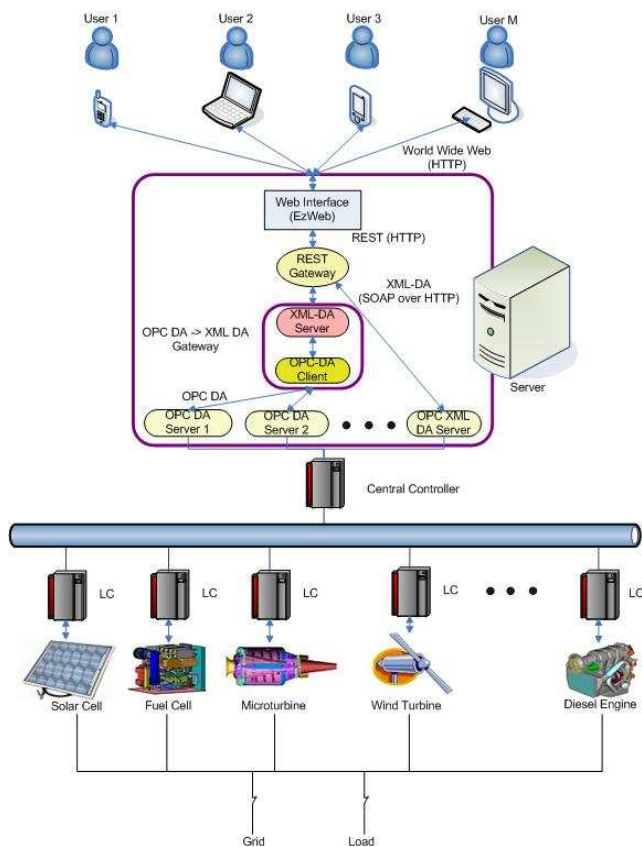 User 1
User 2
User 3
User M
World Wide Web
(HTTP)
Web Interface
(EzWeb)
REST (HTTP)
REST
Gateway
XML-DA
(SOAP over HTTP)
XML-DA
Server
OPC DA -> XML DA
Gateway
OPC-DA
Client
Server
OPC DA
OPC DA
Server 1
OPC DA
Server 2
OPC XML
DA Server
Central Controller
LC
LC
LC
LC
LC
Solar Cell
Fuel Cell
Microturbine
Wind Turbine
Diesel Engine
Grid
Load